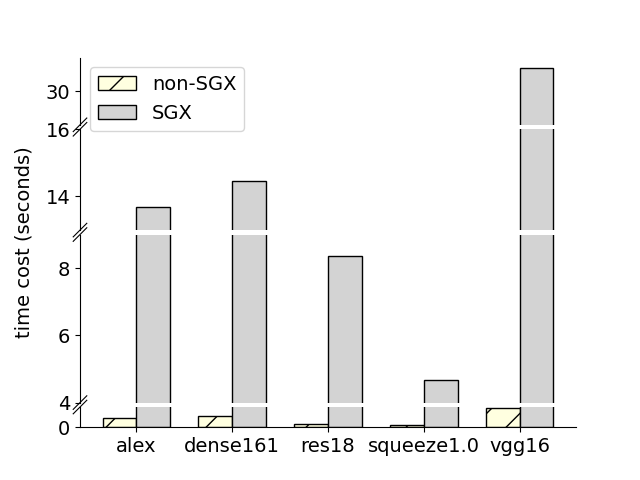 non-SGX
SGX
30
16
14
8
6
4
0
time cost (seconds)
alex dense161 res18 squeeze1.0 vgg16